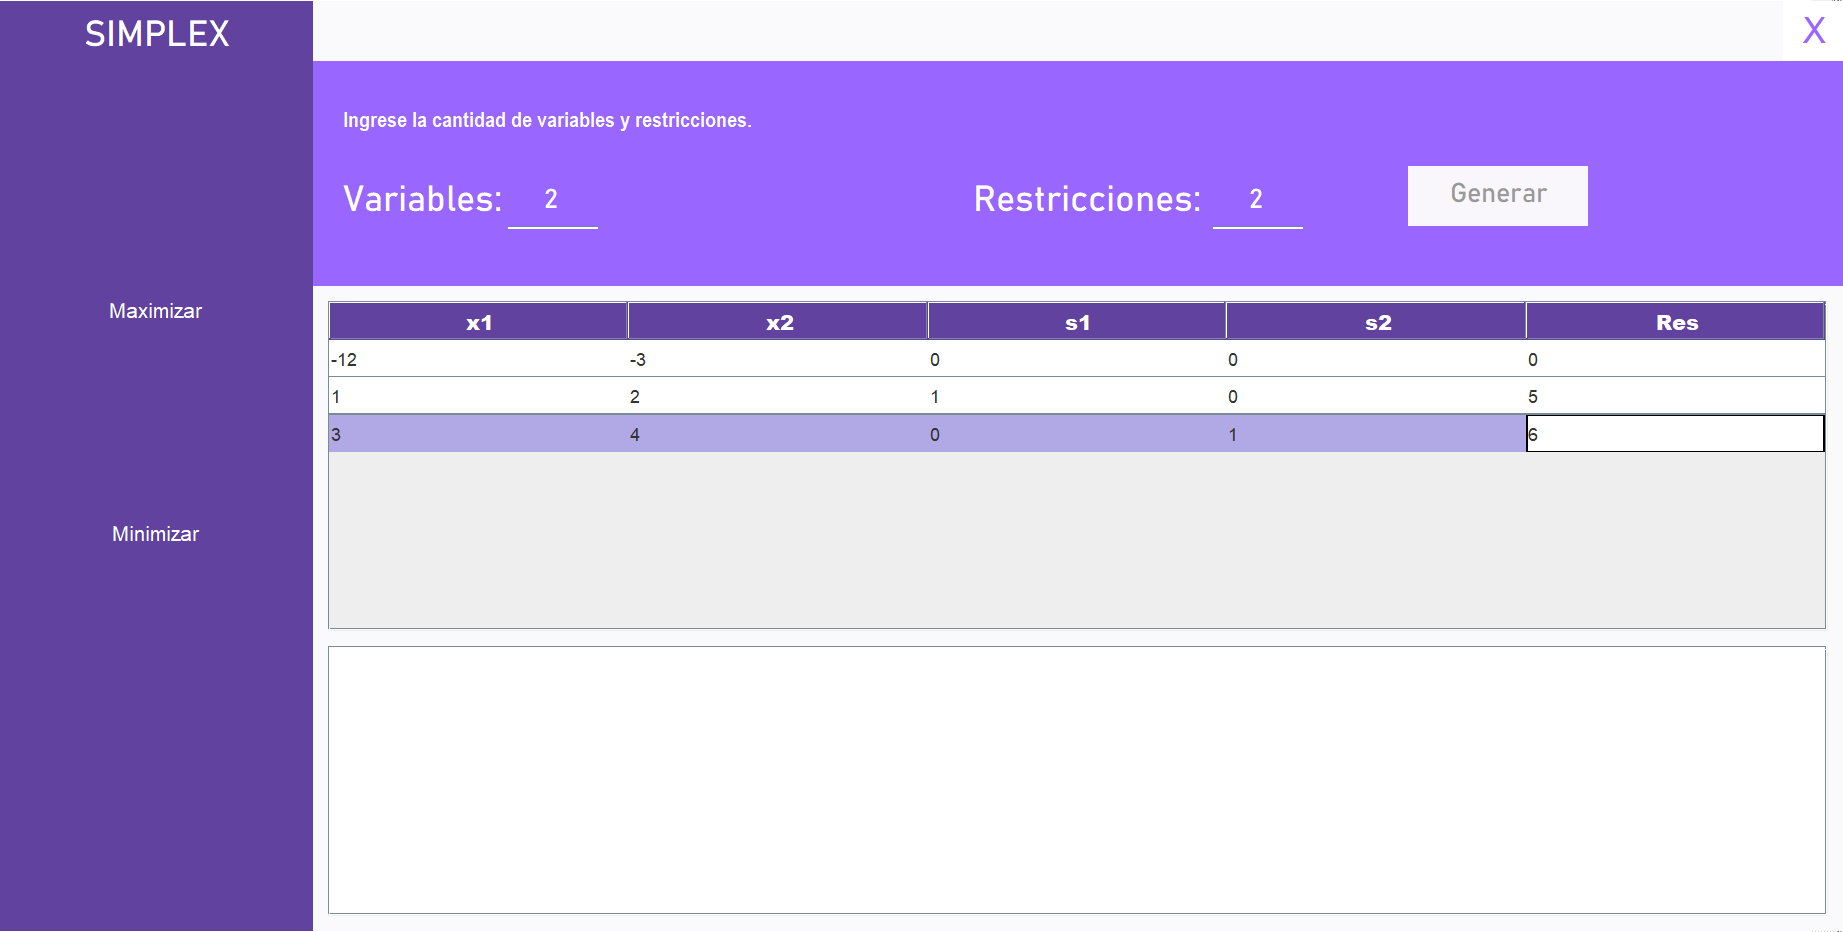 SIMPLEX
X
Ingrese la cantidad de variables y restricciones.
Variables: 2 Restricciones: 2 Generar
Maximizar
Minimizar
x1 x2 s1 s2 Res
-12 -3 0 0 0
1 2 1 0 5
3 4 0 1 6